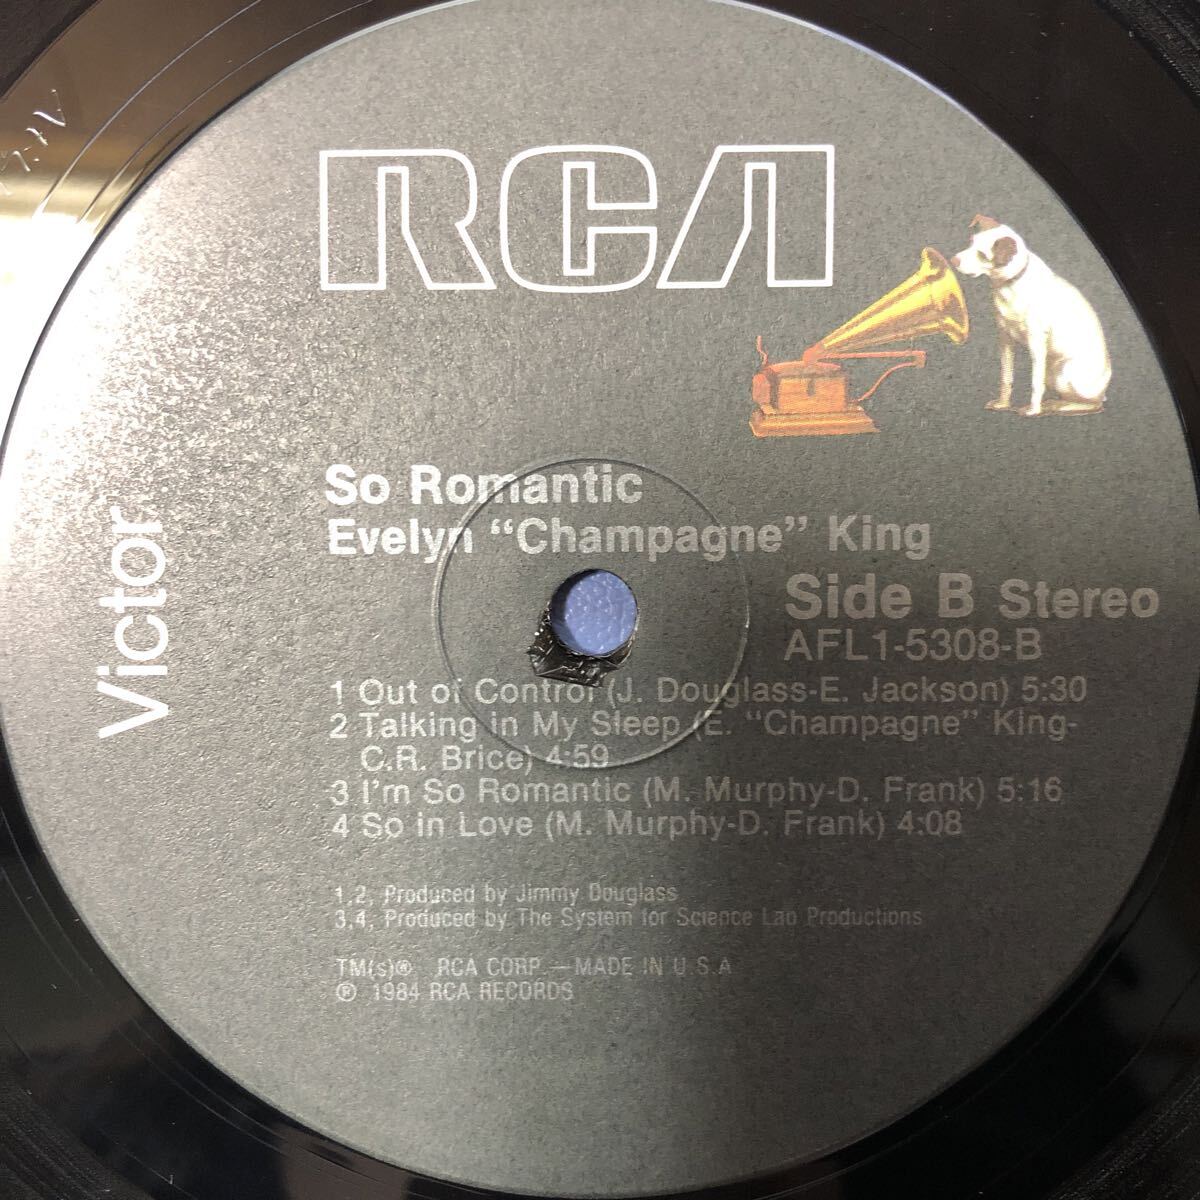 RCA
Victor
So Romantic
Evelyn “Champagne” King
Side B Stereo
AFL1-5308-B
1 Out of Control (J. Douglass-E. Jackson) 5:30
2 Talking in My Sleep (E. “Champagne” King-
C.R. Brice) 4:59
3 I'm So Romantic (M. Murphy-D. Frank) 5:16
4 So in Love (M. Murphy-D. Frank) 4:08
1,2, Produced by Jimmy Douglass
3,4, Produced by The System for Science Lab Productions
TM(s)® RCA CORP.—MADE IN U.S.A
℗ 1984 RCA RECORDS